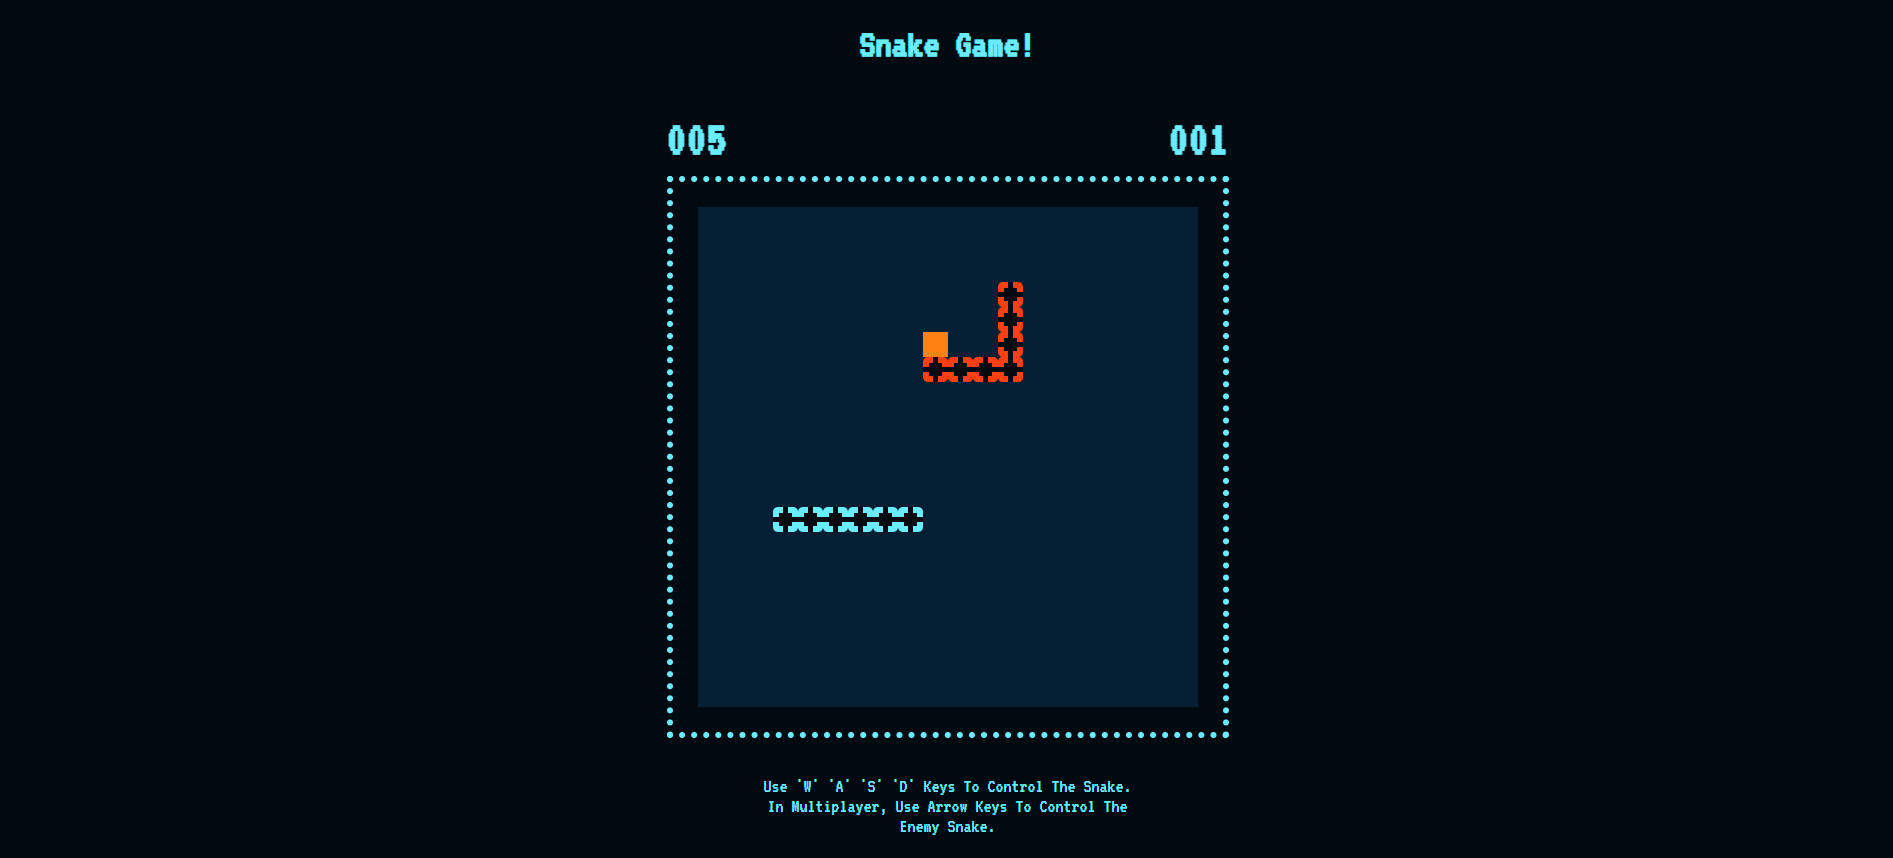 Snake Game!
005 001
Use 'W' 'A' 'S' 'D' Keys To Control The Snake.
In Multiplayer, Use Arrow Keys To Control The
Enemy Snake.